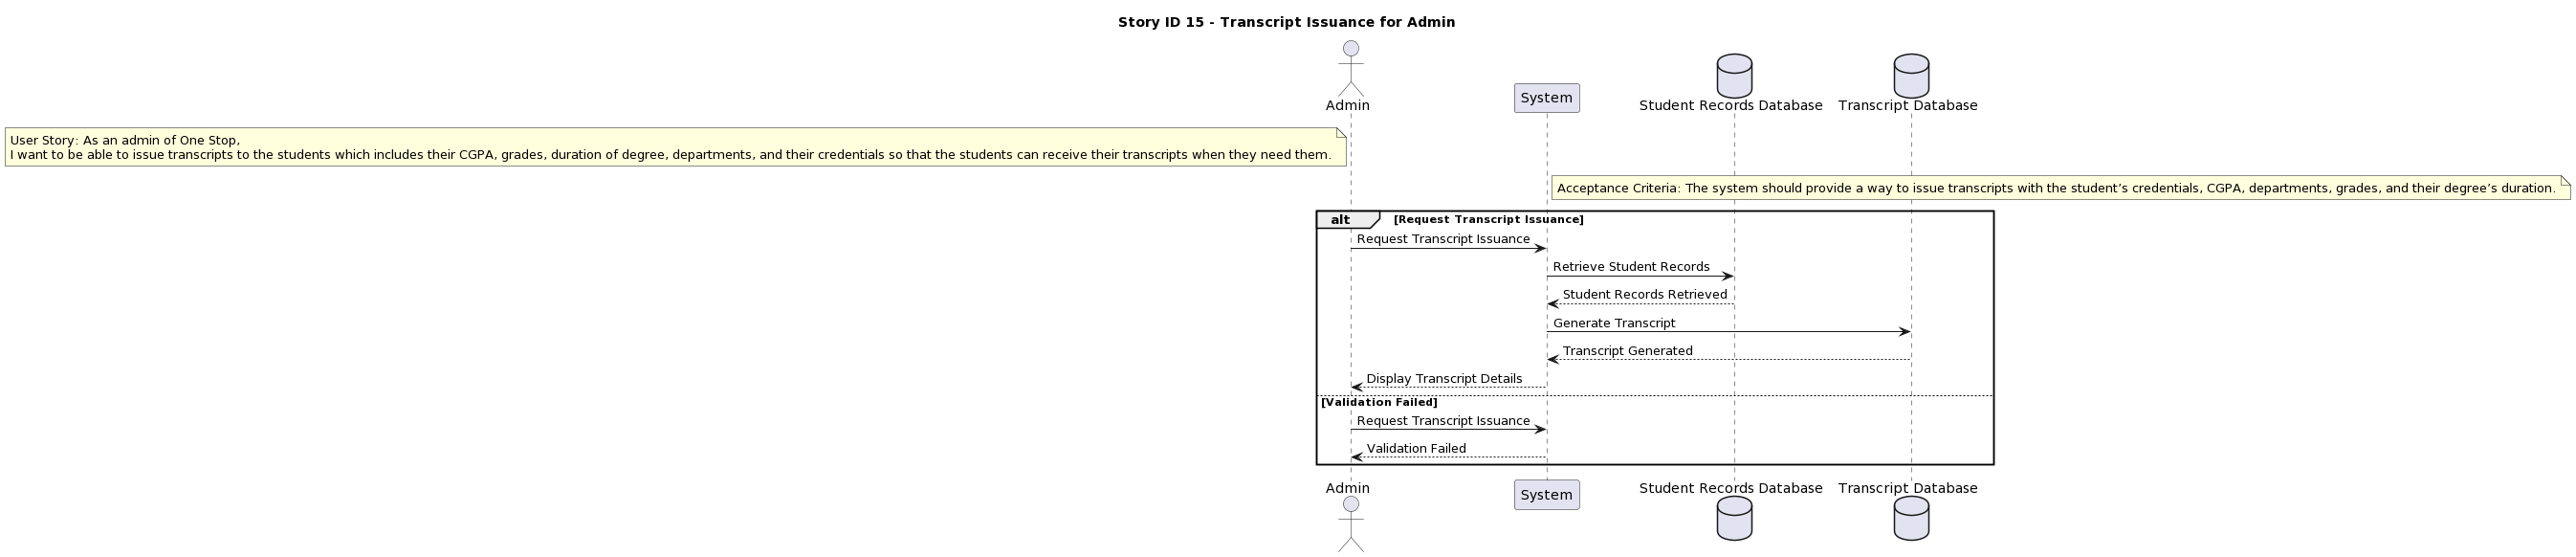 Story ID 15 - Transcript Issuance for Admin
Admin
System
Student Records Database
Transcript Database
User Story: As an admin of One Stop,
I want to be able to issue transcripts to the students which includes their CGPA, grades, duration of degree, departments, and their credentials so that the students can receive their transcripts when they need them.
Acceptance Criteria: The system should provide a way to issue transcripts with the student’s credentials, CGPA, departments, grades, and their degree’s duration.
alt [Request Transcript Issuance]
Request Transcript Issuance
Retrieve Student Records
Student Records Retrieved
Generate Transcript
Transcript Generated
Display Transcript Details
[Validation Failed]
Request Transcript Issuance
Validation Failed
Admin
System
Student Records Database
Transcript Database